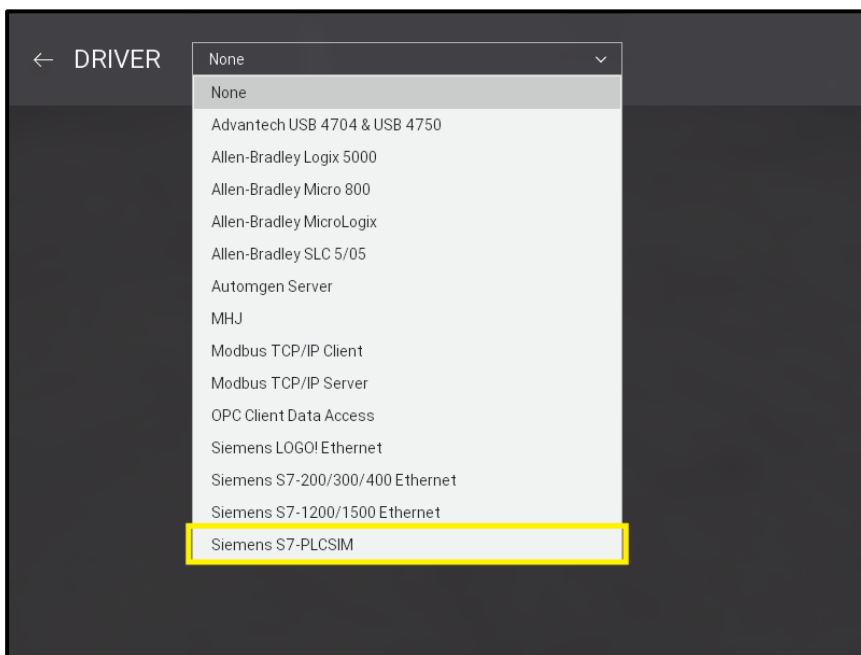 ← DRIVER None
None
Advantech USB 4704 & USB 4750
Allen-Bradley Logix 5000
Allen-Bradley Micro 800
Allen-Bradley MicroLogix
Allen-Bradley SLC 5/05
Automgen Server
MHJ
Modbus TCP/IP Client
Modbus TCP/IP Server
OPC Client Data Access
Siemens LOGO! Ethernet
Siemens S7-200/300/400 Ethernet
Siemens S7-1200/1500 Ethernet
Siemens S7-PLCSIM